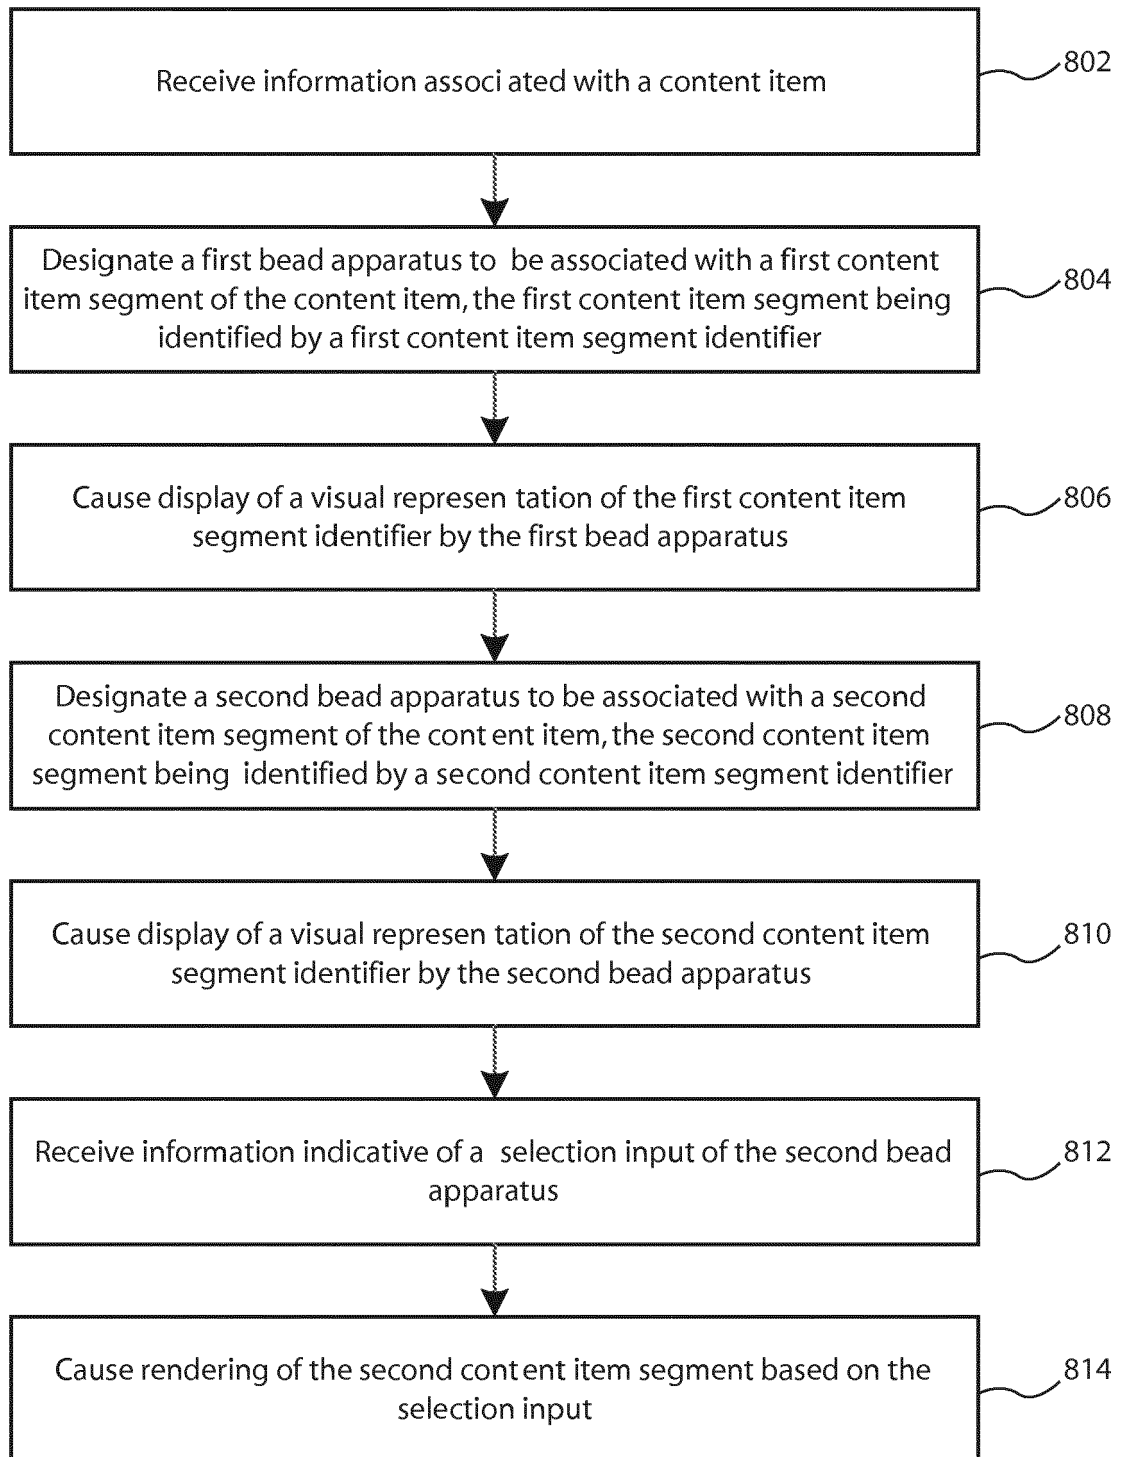 Receive information associated with a content item
802
Designate a first bead apparatus to be associated with a first content
item segment of the content item, the first content item segment being
identified by a first content item segment identifier
804
Cause display of a visual represen tation of the first content item
segment identifier by the first bead apparatus
806
Designate a second bead apparatus to be associated with a second
content item segment of the content item, the second content item
segment being identified by a second content item segment identifier
808
Cause display of a visual represen tation of the second content item
segment identifier by the second bead apparatus
810
Receive information indicative of a selection input of the second bead
apparatus
812
Cause rendering of the second content item segment based on the
selection input
814